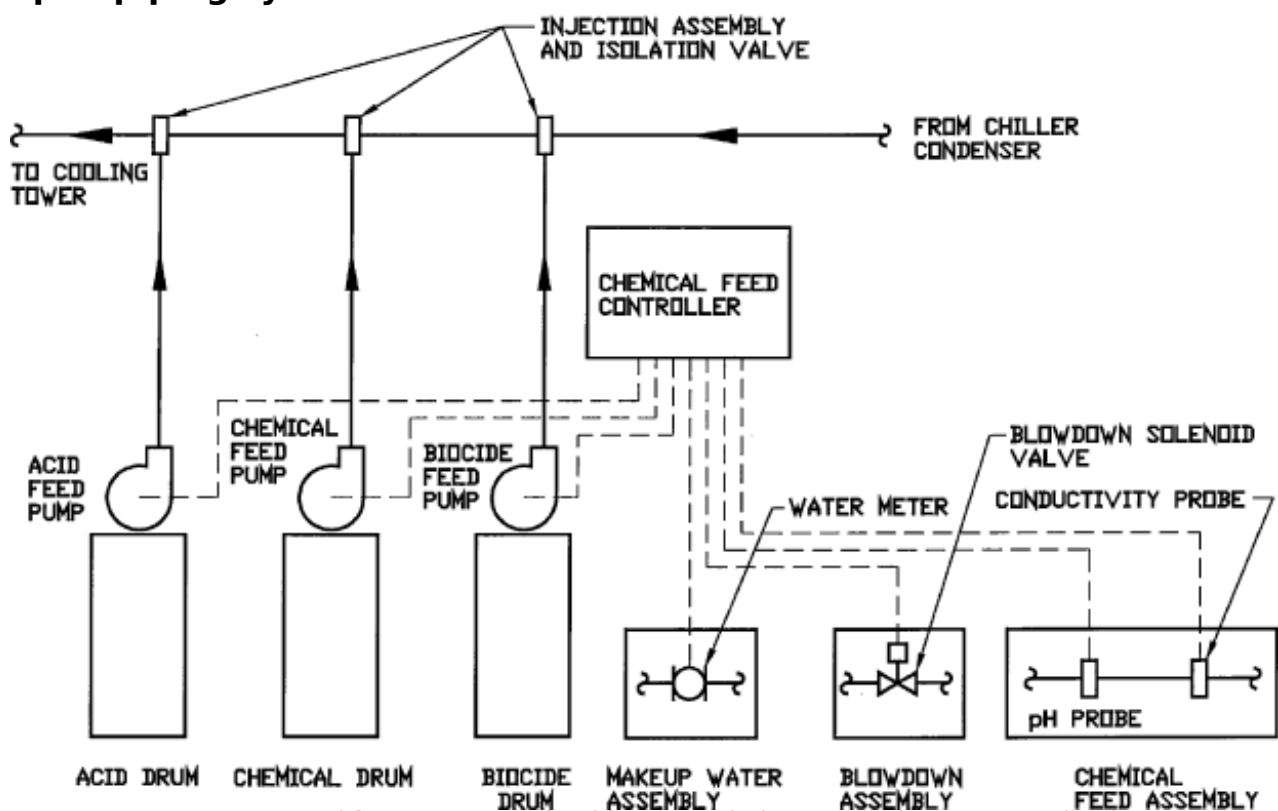 INJECTION ASSEMBLY
AND ISOLATION VALVE
FROM CHILLER
CONDENSER
TO COOLING
TOWER
CHEMICAL FEED
CONTROLLER
CHEMICAL
FEED
PUMP
BIOCIDE
FEED
PUMP
ACID
FEED
PUMP
BLOWDOWN SOLENOID
VALVE
WATER METER
CONDUCTIVITY PROBE
pH PROBE
ACID DRUM
CHEMICAL DRUM
BIOCIDE
DRUM
MAKEUP WATER
ASSEMBLY
BLOWDOWN
ASSEMBLY
CHEMICAL
FEED ASSEMBLY